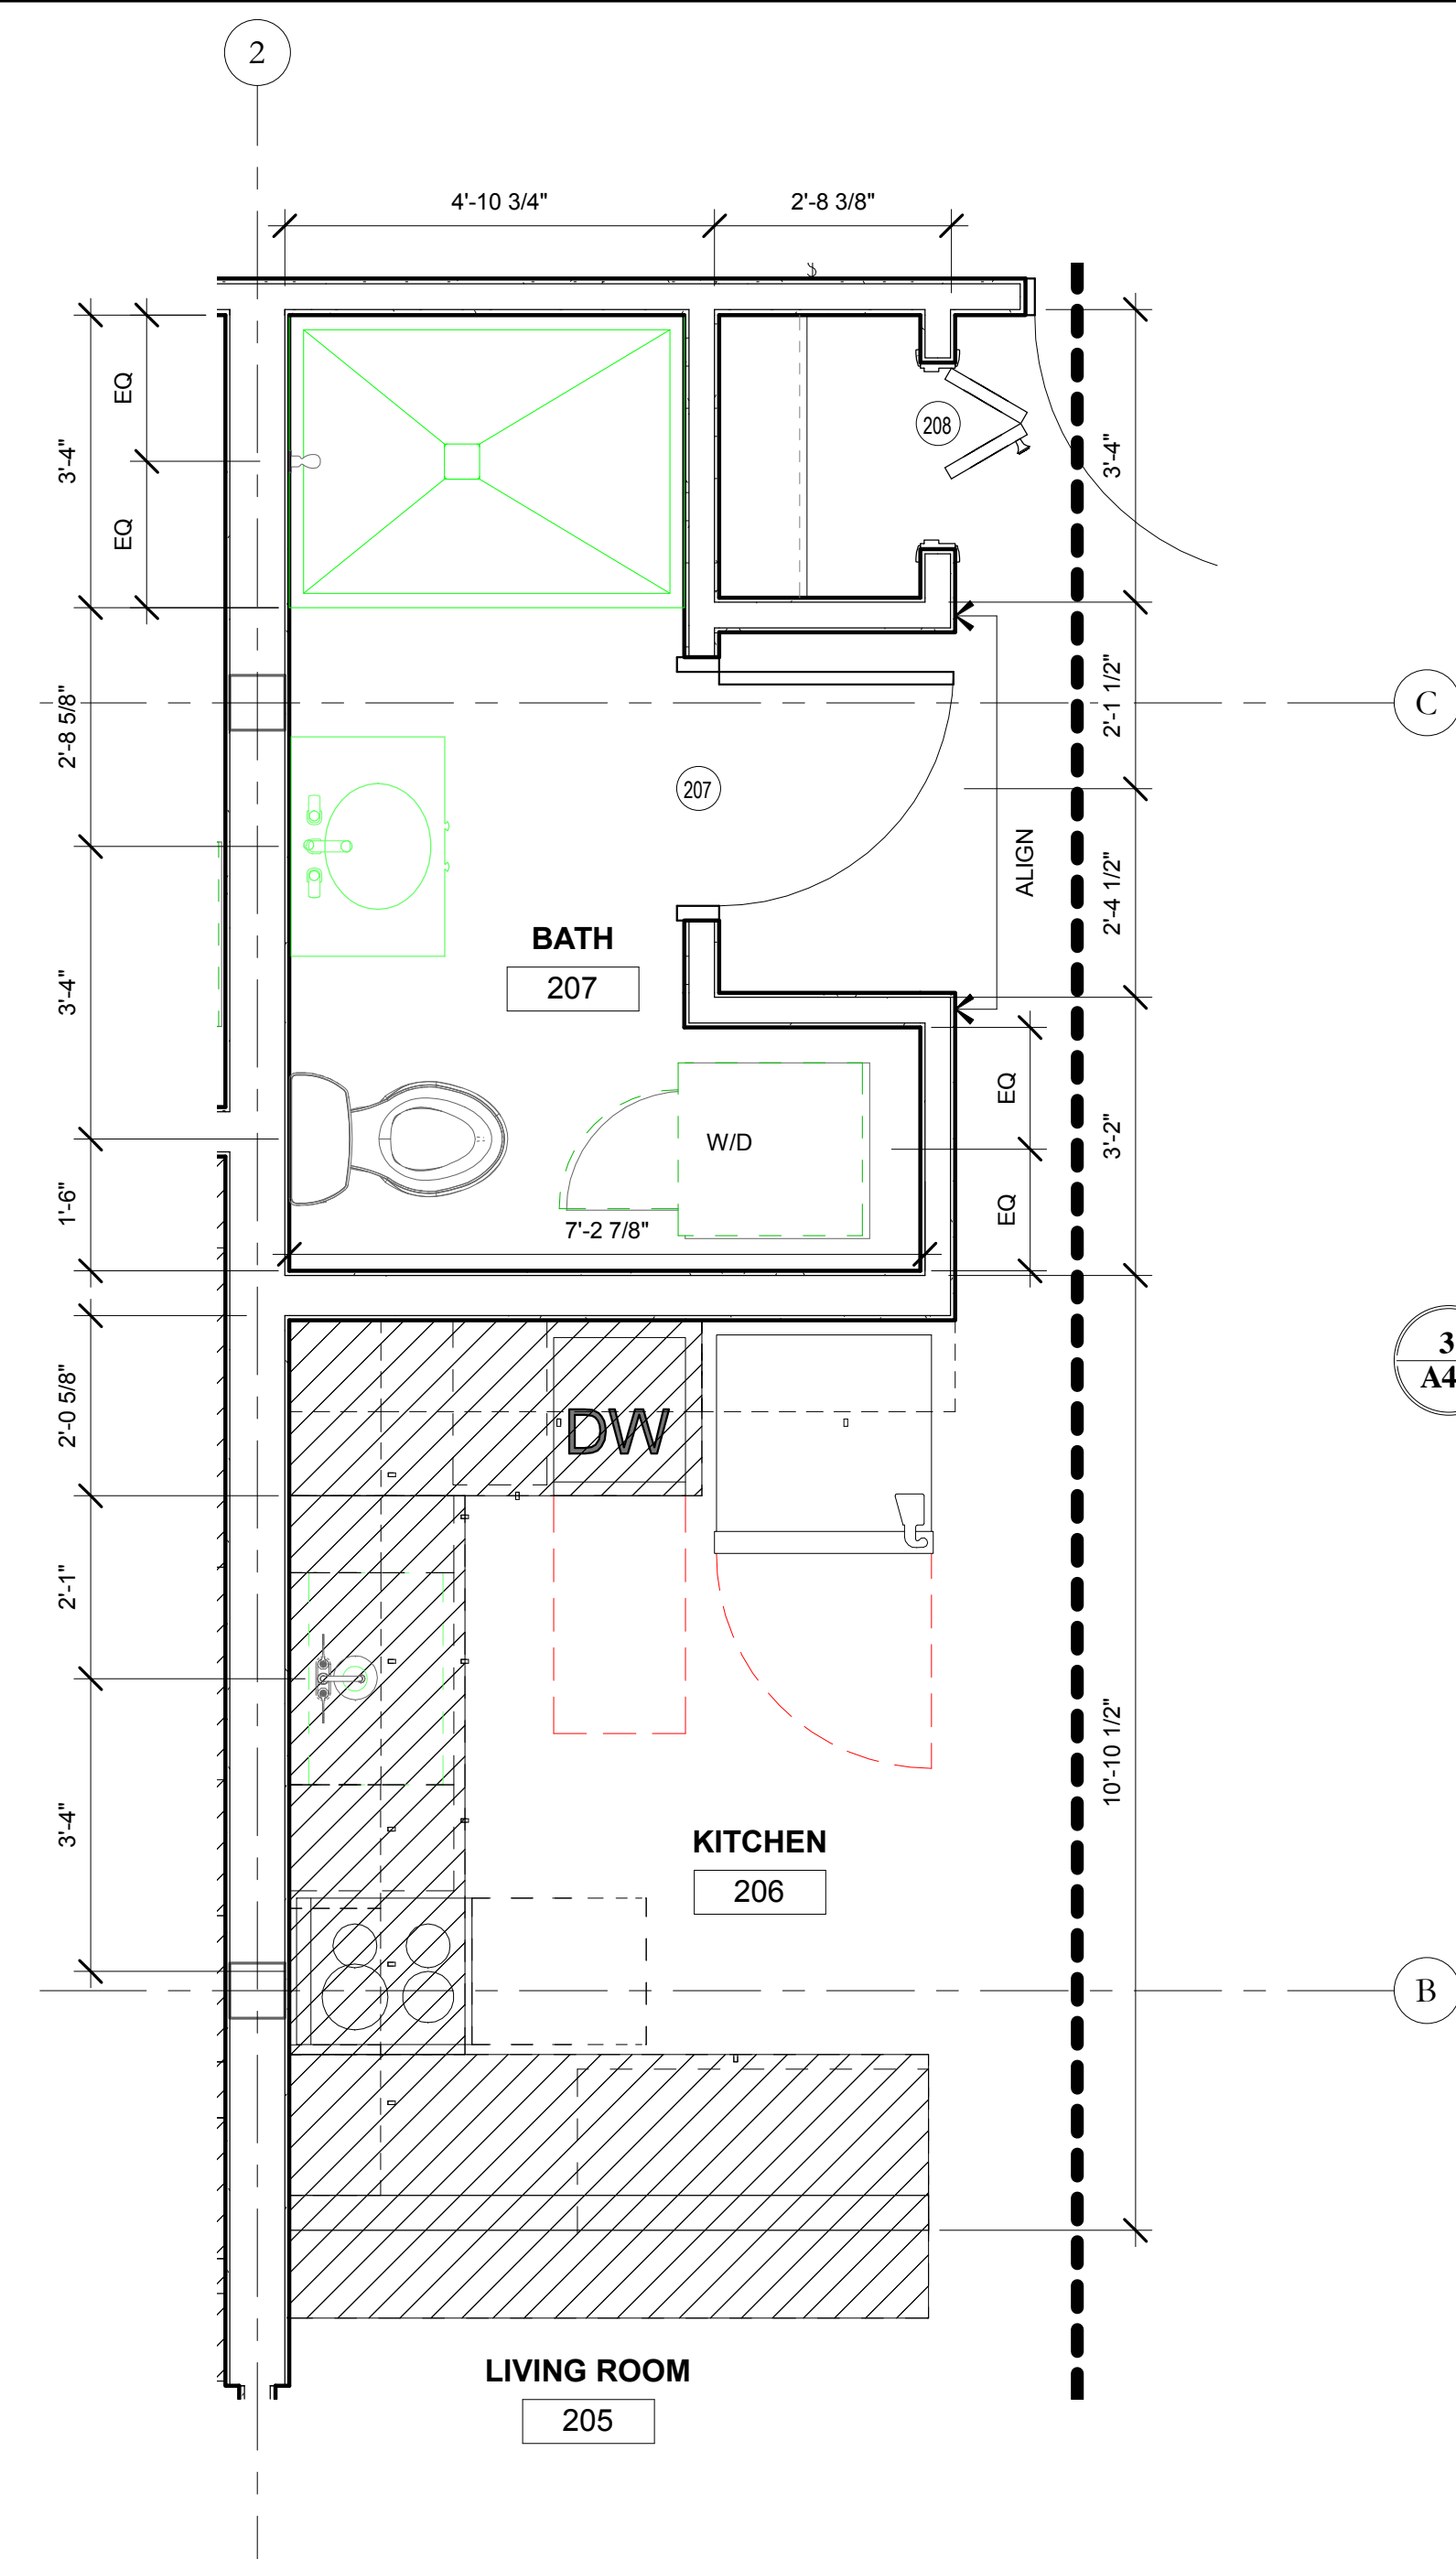 2
4'-10 3/4"
2'-8 3/8"
EQ
EQ
3'-4"
208
3'-4"
2'-8 5/8"
2'-1 1/2"
C
207
ALIGN
2'-4 1/2"
BATH
207
3'-4"
EQ
W/D
3'-2"
1'-6"
EQ
7'-2 7/8"
3
A4
2'-0 5/8"
DW
2'-1"
10'-10 1/2"
3'-4"
KITCHEN
206
B
LIVING ROOM
205